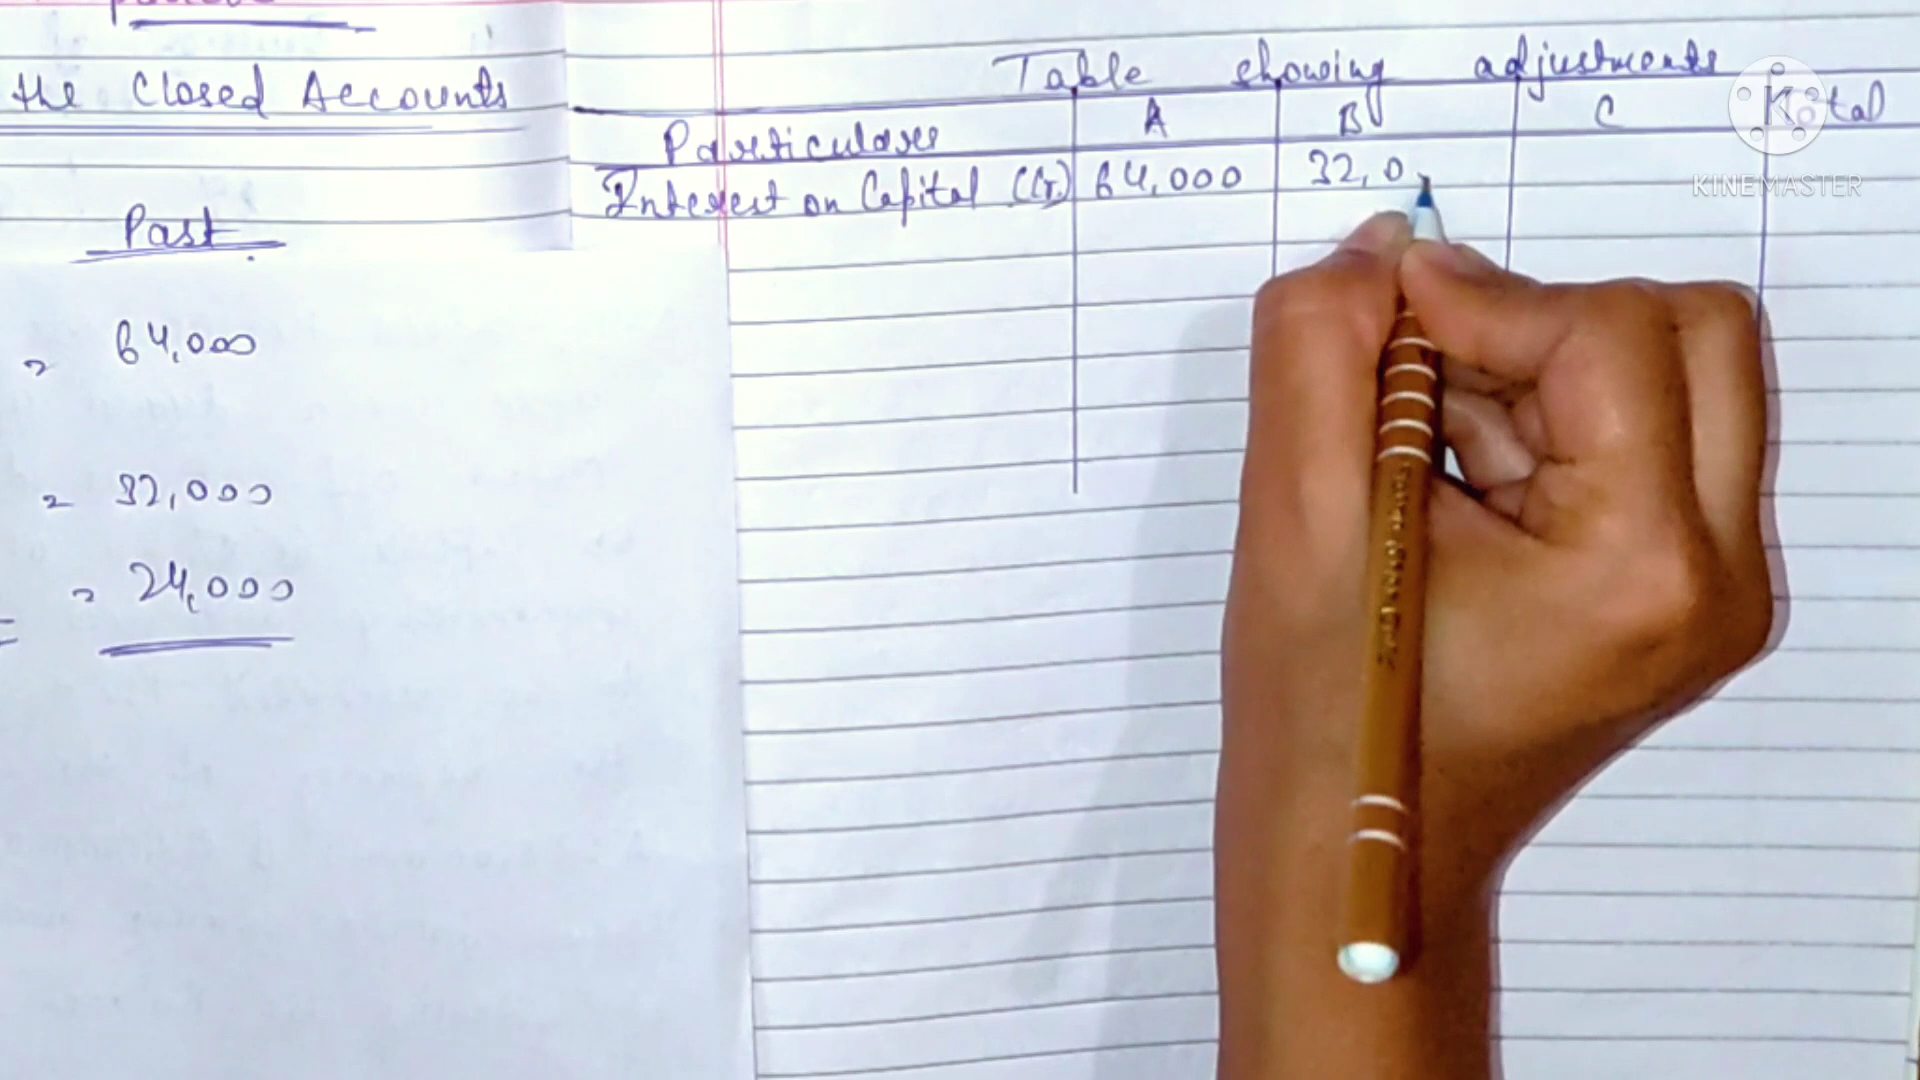 the Closed Accounts
Past
= 64,000
= 32,000
= 24,000
Table showing adjustments
Particulars A B C Total
Interest on Capital (Cr.) 64,000 32,0
KINEMASTER